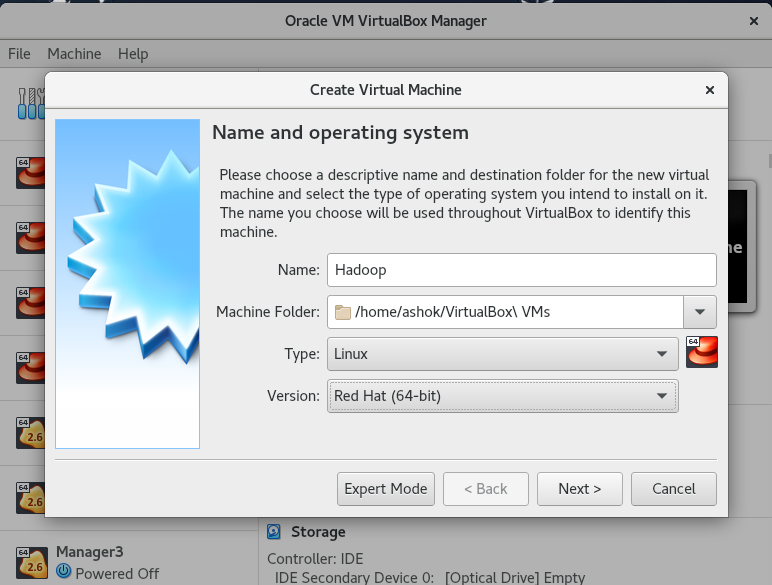 Oracle VM VirtualBox Manager
File Machine Help
Create Virtual Machine
Name and operating system
Please choose a descriptive name and destination folder for the new virtual
machine and select the type of operating system you intend to install on it.
The name you choose will be used throughout VirtualBox to identify this
machine.
Name: Hadoop
Machine Folder: /home/ashok/VirtualBox\ VMs
Type: Linux
64
Version: Red Hat (64-bit)
Expert Mode < Back Next > Cancel
64
64
64
64
64
2.6
64
2.6
64
2.6
Manager3
Powered Off
Storage
Controller: IDE
IDE Secondary Device 0: [Optical Drive] Empty